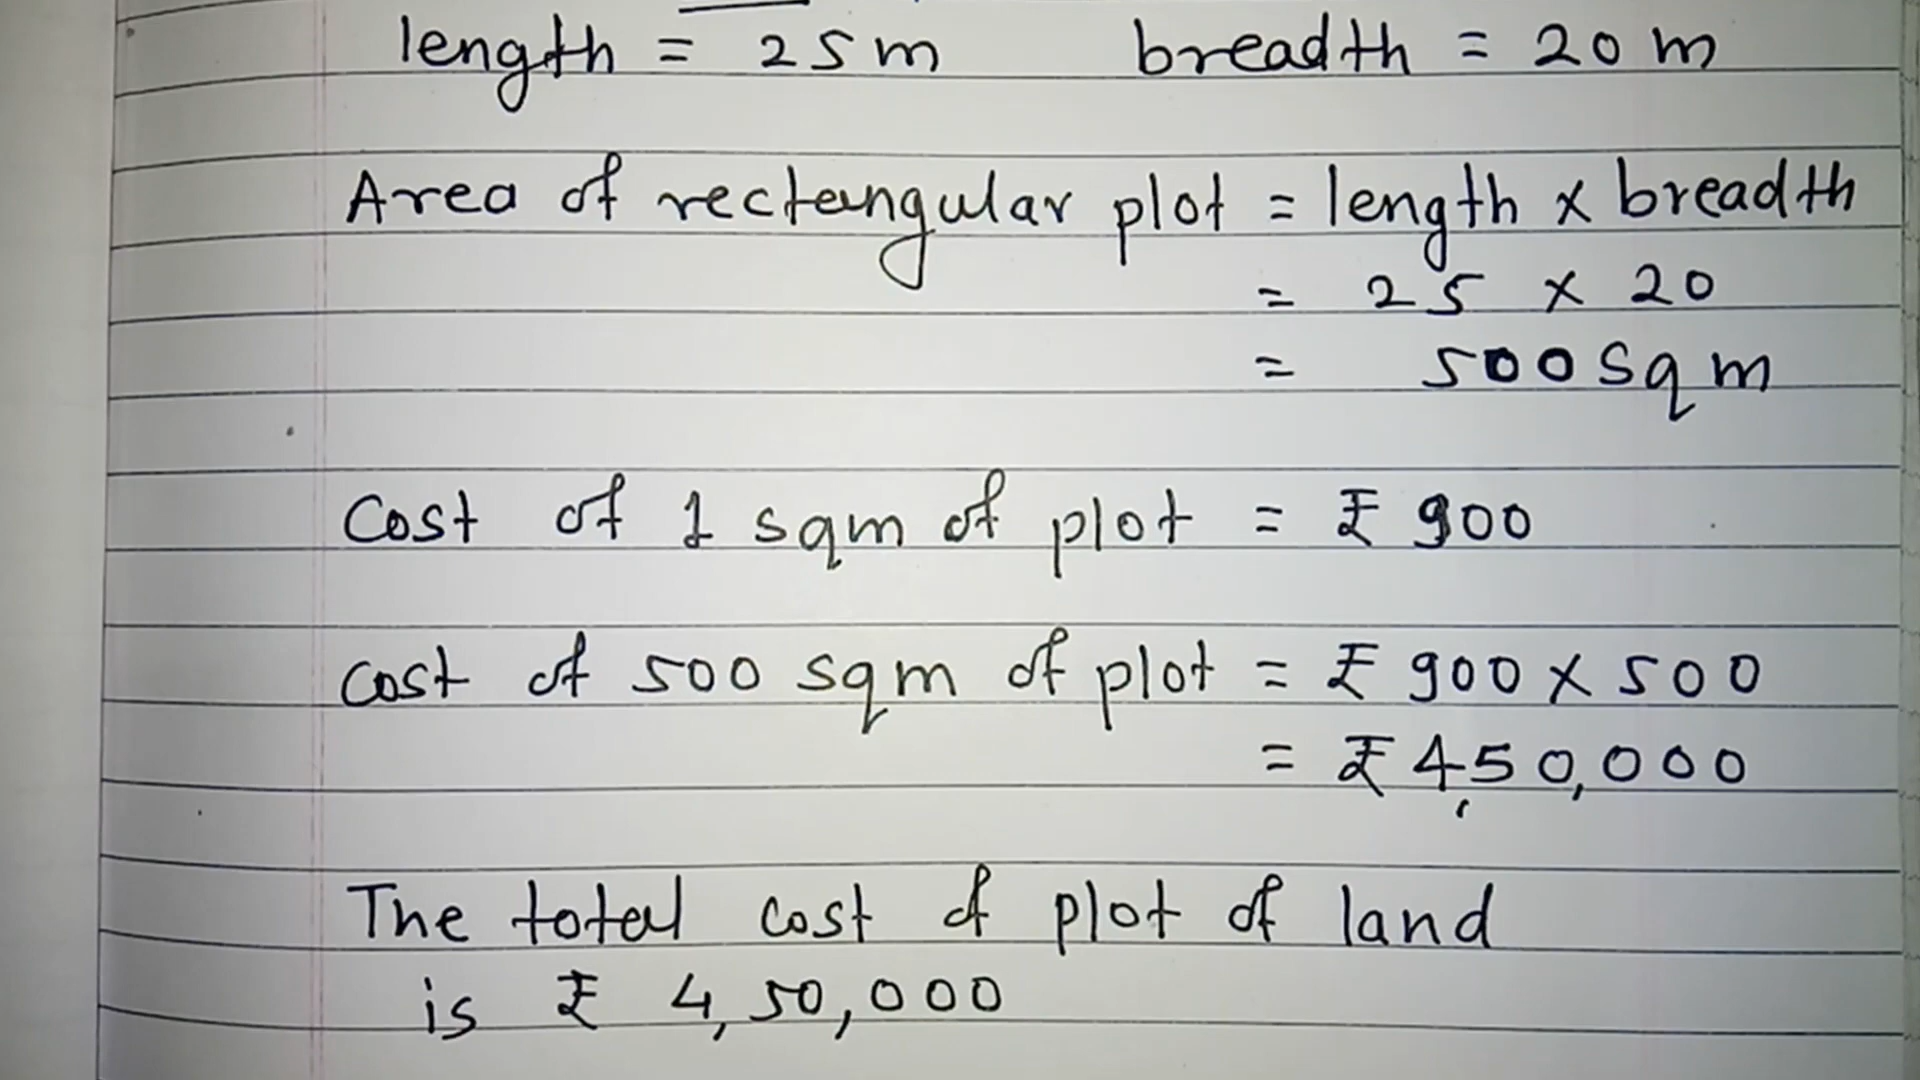 length = 25 m breadth = 20 m
Area of rectangular plot = length x breadth
= 25 x 20
= 500 sq m
Cost of 1 sqm of plot = ₹ 900
cost of 500 sqm of plot = ₹ 900 x 500
= ₹ 4,50,000
The total cost of plot of land
is ₹ 4,50,000